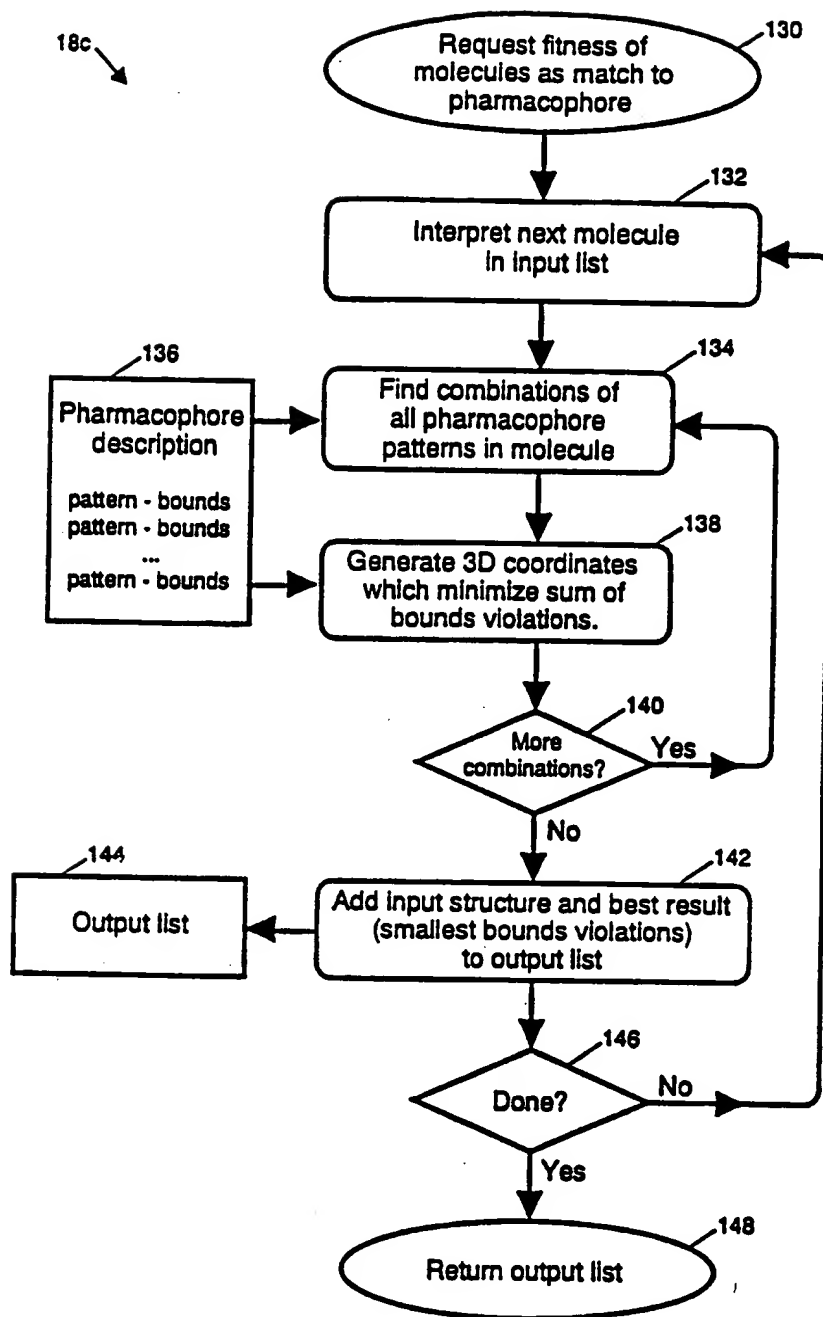 18c
130
Request fitness of
molecules as match to
pharmacophore
132
Interpret next molecule
in input list
134
Find combinations of
all pharmacophore
patterns in molecule
136
Pharmacophore
description
pattern - bounds
pattern - bounds
...
pattern - bounds
138
Generate 3D coordinates
which minimize sum of
bounds violations.
140
More
combinations?
Yes
No
142
Add input structure and best result
(smallest bounds violations)
to output list
144
Output list
146
Done?
No
Yes
148
Return output list